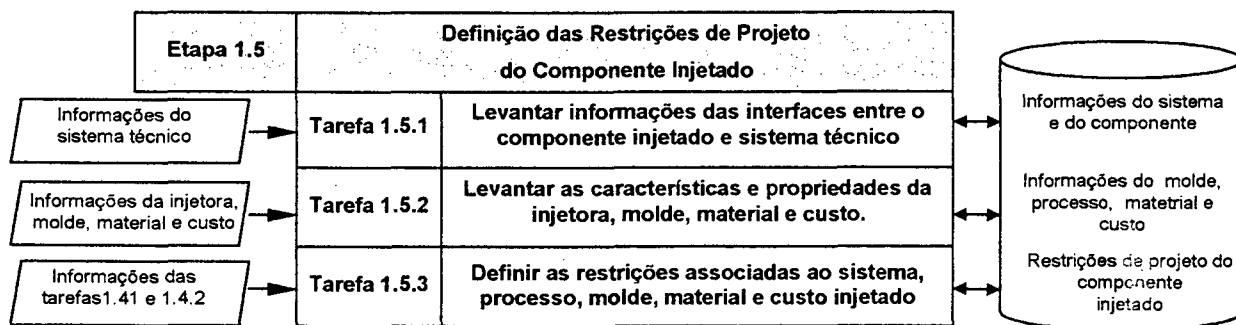 Etapa 1.5
Definição das Restrições de Projeto
do Componente Injetado
Informações do
sistema técnico
Tarefa 1.5.1
Levantar informações das interfaces entre o
componente injetado e sistema técnico
Informações do sistema
e do componente
Informações da injetora,
molde, material e custo
Tarefa 1.5.2
Levantar as características e propriedades da
injetora, molde, material e custo.
Informações do molde,
processo, matetrial e
custo
Informações das
tarefas1.41 e 1.4.2
Tarefa 1.5.3
Definir as restrições associadas ao sistema,
processo, molde, material e custo injetado
Restrições de projeto do
componente
injetado